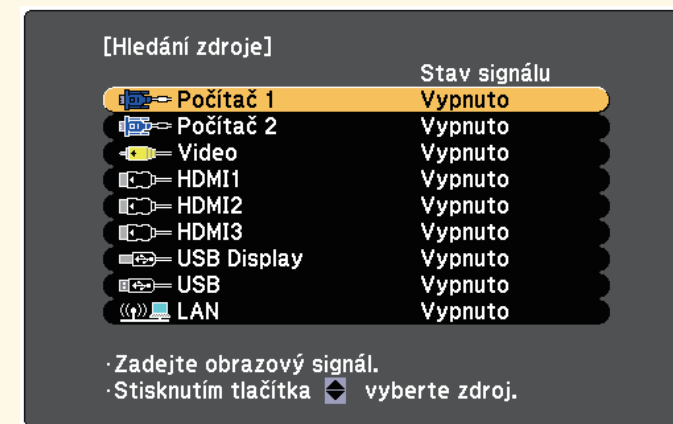 [Hledání zdroje]
Stav signálu
Počítač 1 Vypnuto
Počítač 2 Vypnuto
Video Vypnuto
HDMI1 Vypnuto
HDMI2 Vypnuto
HDMI3 Vypnuto
USB Display Vypnuto
USB Vypnuto
LAN Vypnuto
·Zadejte obrazový signál.
·Stisknutím tlačítka vyberte zdroj.